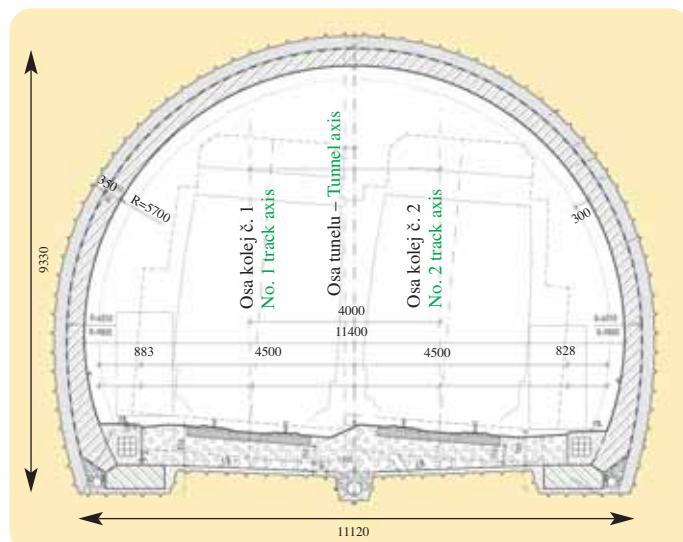 350
R=5700
300
9330
Osa kolej č. 1
No. 1 track axis
Osa tunelu – Tunnel axis
Osa kolej č. 2
No. 2 track axis
4000
11400
883
4500
4500
828
11120